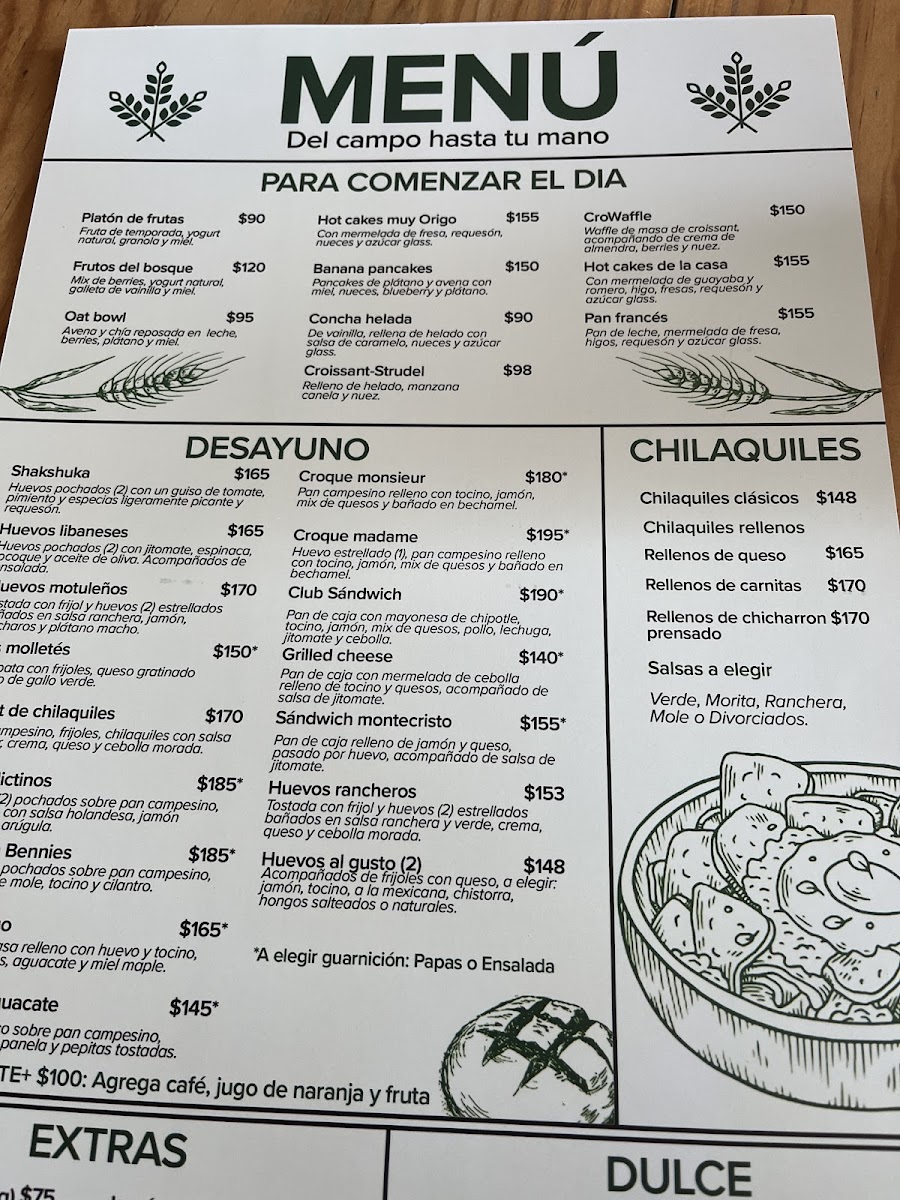 MENÚ
Del campo hasta tu mano
PARA COMENZAR EL DIA
Platón de frutas $90
Fruta de temporada, yogurt
natural, granola y miel.
Frutos del bosque $120
Mix de berries, yogurt natural,
galleta de vainilla y miel.
Oat bowl $95
Avena y chía reposada en leche,
berries, plátano y miel.
Hot cakes muy Origo $155
Con mermelada de fresa, requesón,
nueces y azúcar glass.
Banana pancakes $150
Pancakes de plátano y avena con
miel, nueces, blueberry y plátano.
Concha helada $90
De vainilla, rellena de helado con
salsa de caramelo, nueces y azúcar
glass.
Croissant-Strudel $98
Relleno de helado, manzana
canela y nuez.
CroWaffle $150
Waffle de masa de croissant,
acompañando de crema de
almendra, berries y nuez.
Hot cakes de la casa $155
Con mermelada de guayaba y
romero, higo, fresas, requesón y
azúcar glass.
Pan francés $155
Pan de leche, mermelada de fresa,
higos, requesón y azúcar glass.
DESAYUNO
Shakshuka $165
Huevos pochados (2) con un guiso de tomate,
pimiento y especias ligeramente picante y
requesón.
Huevos libaneses $165
Huevos pochados (2) con jitomate, espinaca,
ocoque y aceite de oliva. Acompañados de
nsalada.
uevos motuleños $170
stada con frijol y huevos (2) estrellados
ñados en salsa ranchera, jamón,
charos y plátano macho.
molletés $150*
pata con frijoles, queso gratinado
o de gallo verde.
t de chilaquiles $170
ampesino, frijoles, chilaquiles con salsa
, crema, queso y cebolla morada.
ictinos $185*
2) pochados sobre pan campesino,
con salsa holandesa, jamón
arúgula.
Bennies $185*
pochados sobre pan campesino,
e mole, tocino y cilantro.
o $165*
asa relleno con huevo y tocino,
s, aguacate y miel maple.
uacate $145*
o sobre pan campesino,
panela y pepitas tostadas.
Croque monsieur $180*
Pan campesino relleno con tocino, jamón,
mix de quesos y bañado en bechamel.
Croque madame $195*
Huevo estrellado (1), pan campesino relleno
con tocino, jamón, mix de quesos y bañado en
bechamel.
Club Sándwich $190*
Pan de caja con mayonesa de chipotle,
tocino, jamón, mix de quesos, pollo, lechuga,
jitomate y cebolla.
Grilled cheese $140*
Pan de caja con mermelada de cebolla
relleno de tocino y quesos, acompañado de
salsa de jitomate.
Sándwich montecristo $155*
Pan de caja relleno de jamón y queso,
pasado por huevo, acompañado de salsa de
jitomate.
Huevos rancheros $153
Tostada con frijol y huevos (2) estrellados
bañados en salsa ranchera y verde, crema,
queso y cebolla morada.
Huevos al gusto (2) $148
Acompañados de frijoles con queso, a elegir:
jamón, tocino, a la mexicana, chistorra,
hongos salteados o naturales.
*A elegir guarnición: Papas o Ensalada
TE+ $100: Agrega café, jugo de naranja y fruta
CHILAQUILES
Chilaquiles clásicos $148
Chilaquiles rellenos
Rellenos de queso $165
Rellenos de carnitas $170
Rellenos de chicharron $170
prensado
Salsas a elegir
Verde, Morita, Ranchera,
Mole o Divorciados.
EXTRAS
$75
DULCE